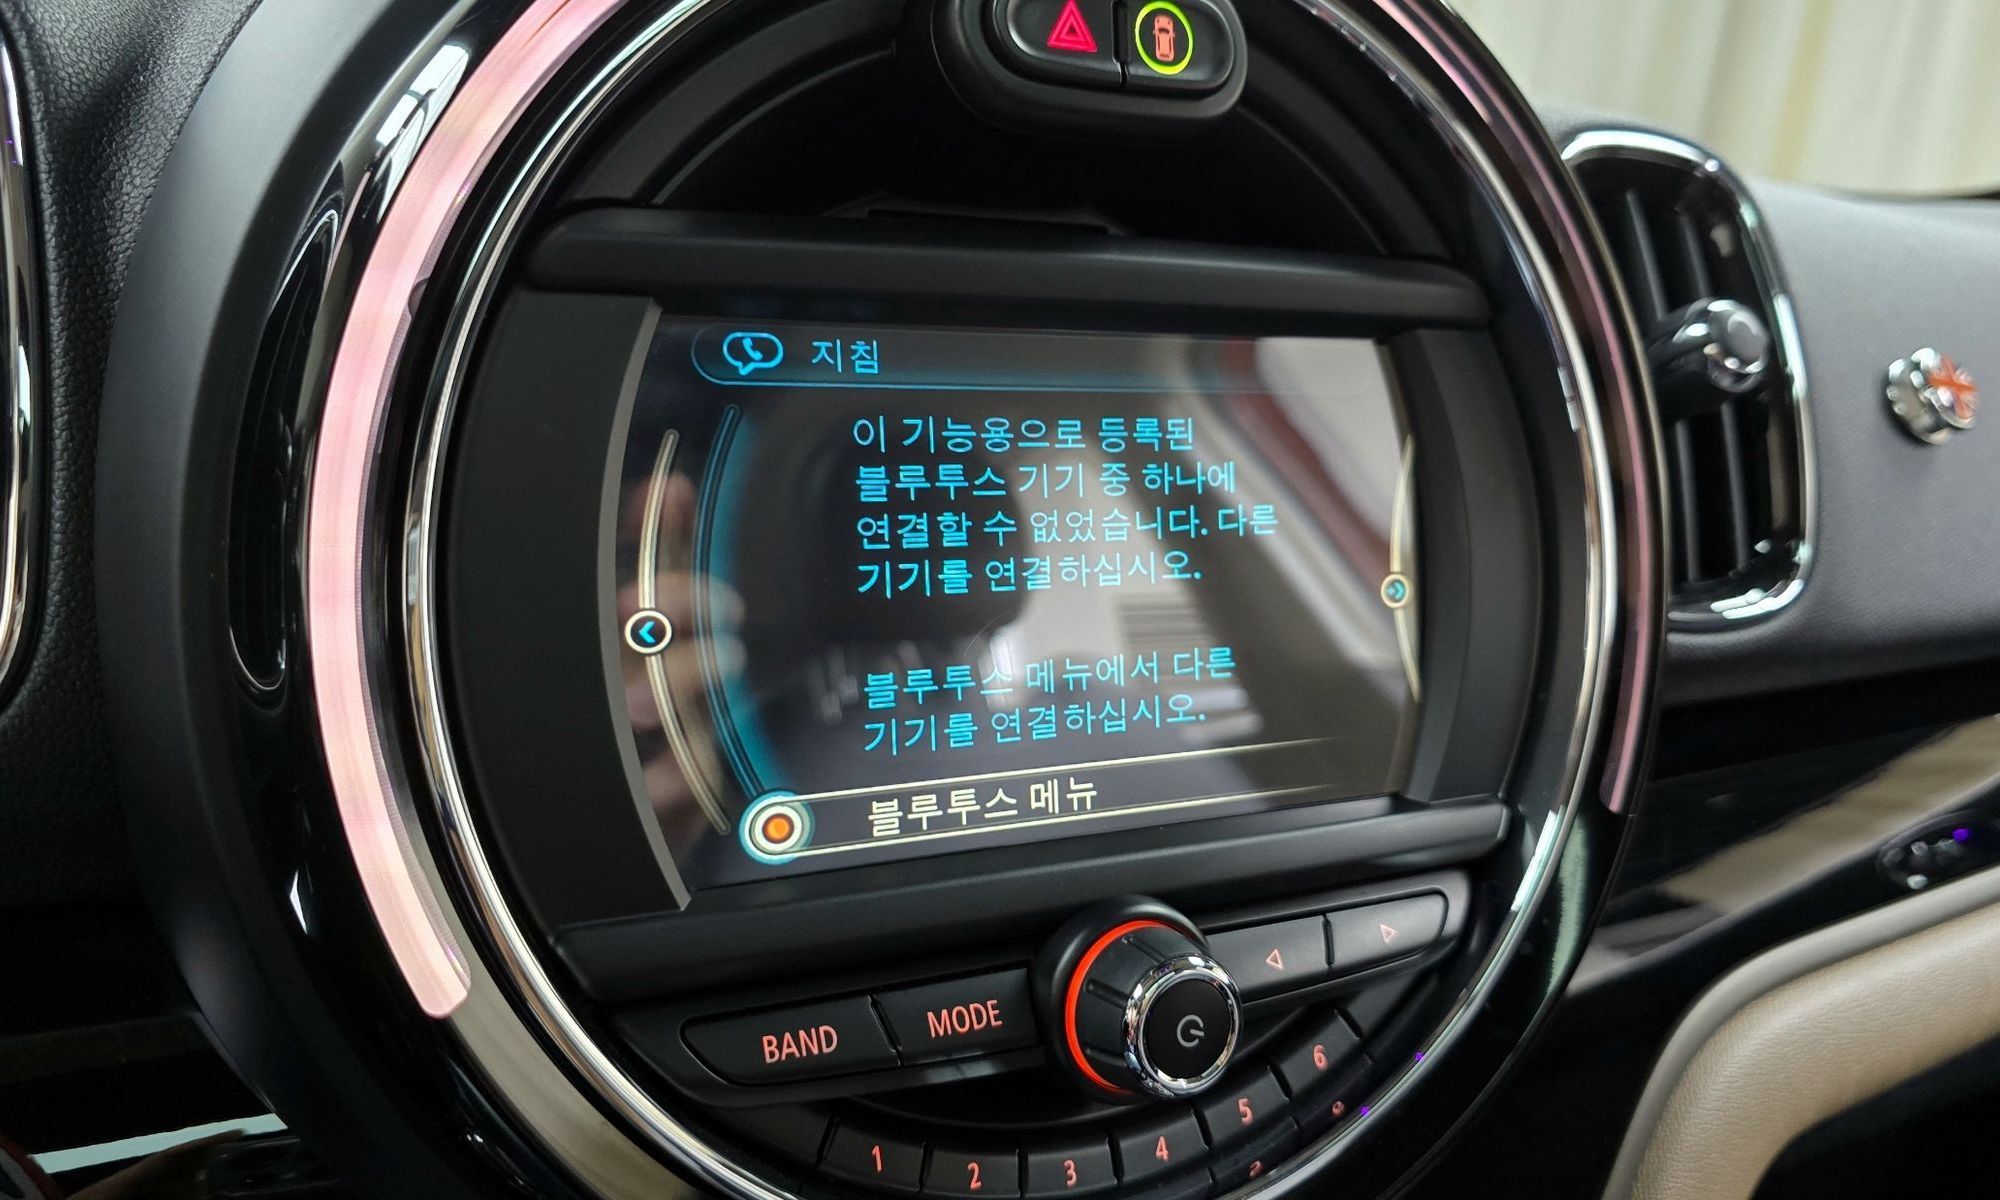 지침
이 기능용으로 등록된
블루투스 기기 중 하나에
연결할 수 없었습니다. 다른
기기를 연결하십시오.
블루투스 메뉴에서 다른
기기를 연결하십시오.
블루투스 메뉴
BAND MODE
1 2 3 4 5 6